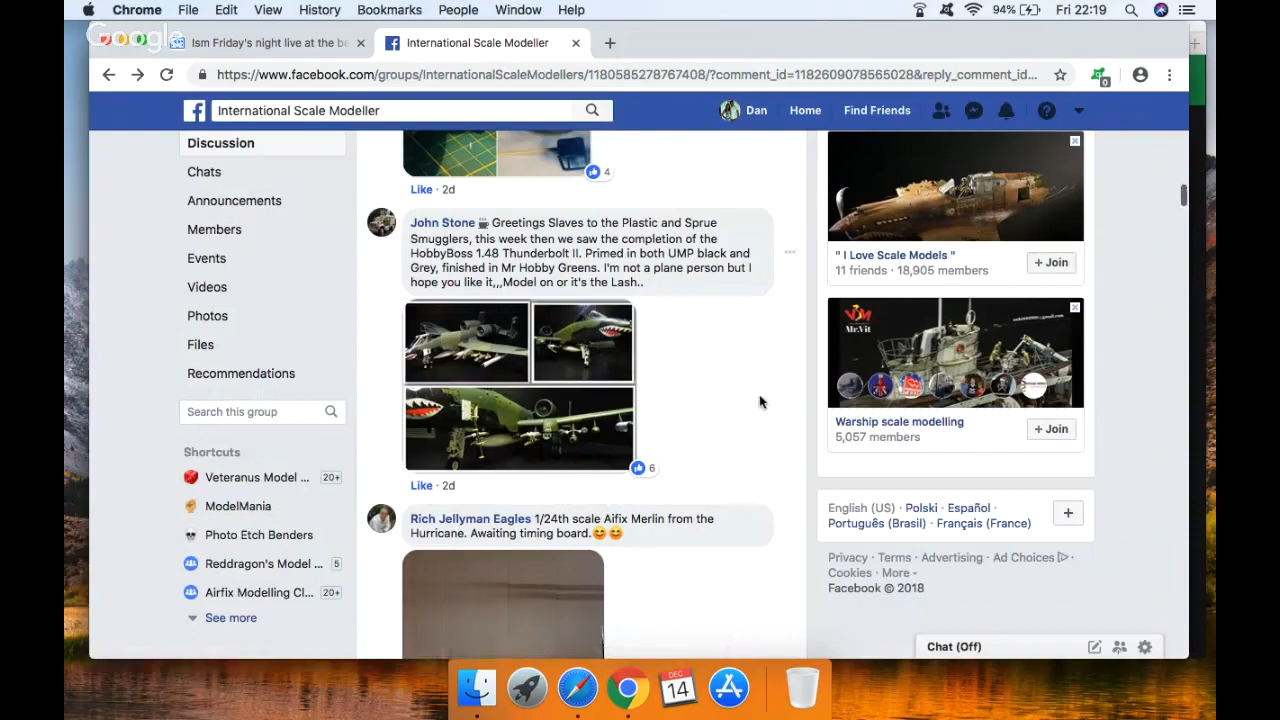 Chrome File Edit View History Bookmarks People Window Help
94% Fri 22:19
Google
Ism Friday's night live at the be
International Scale Modeller
https://www.facebook.com/groups/InternationalScaleModellers/1180585278767408/?comment_id=1182609078565028&reply_comment_id...
0
International Scale Modeller
Dan Home Find Friends
Discussion
Chats
Announcements
Members
Events
Videos
Photos
Files
Recommendations
Search this group
Shortcuts
Veteranus Model ... 20+
ModelMania
Photo Etch Benders
Reddragon's Model ... 5
Airfix Modelling Cl... 20+
See more
4
Like · 2d
John Stone ☕ Greetings Slaves to the Plastic and Sprue
Smugglers, this week then we saw the completion of the
HobbyBoss 1.48 Thunderbolt II. Primed in both UMP black and
Grey, finished in Mr Hobby Greens. I'm not a plane person but I
hope you like it,,,Model on or it's the Lash..
6
Like · 2d
Rich Jellyman Eagles 1/24th scale Aifix Merlin from the
Hurricane. Awaiting timing board.😊😊
" I Love Scale Models "
11 friends · 18,905 members
+ Join
Mr.Vit
Warship scale modelling
5,057 members
+ Join
English (US) · Polski · Español ·
Português (Brasil) · Français (France)
Privacy · Terms · Advertising · Ad Choices ·
Cookies · More
Facebook © 2018
Chat (Off)
DEC
14